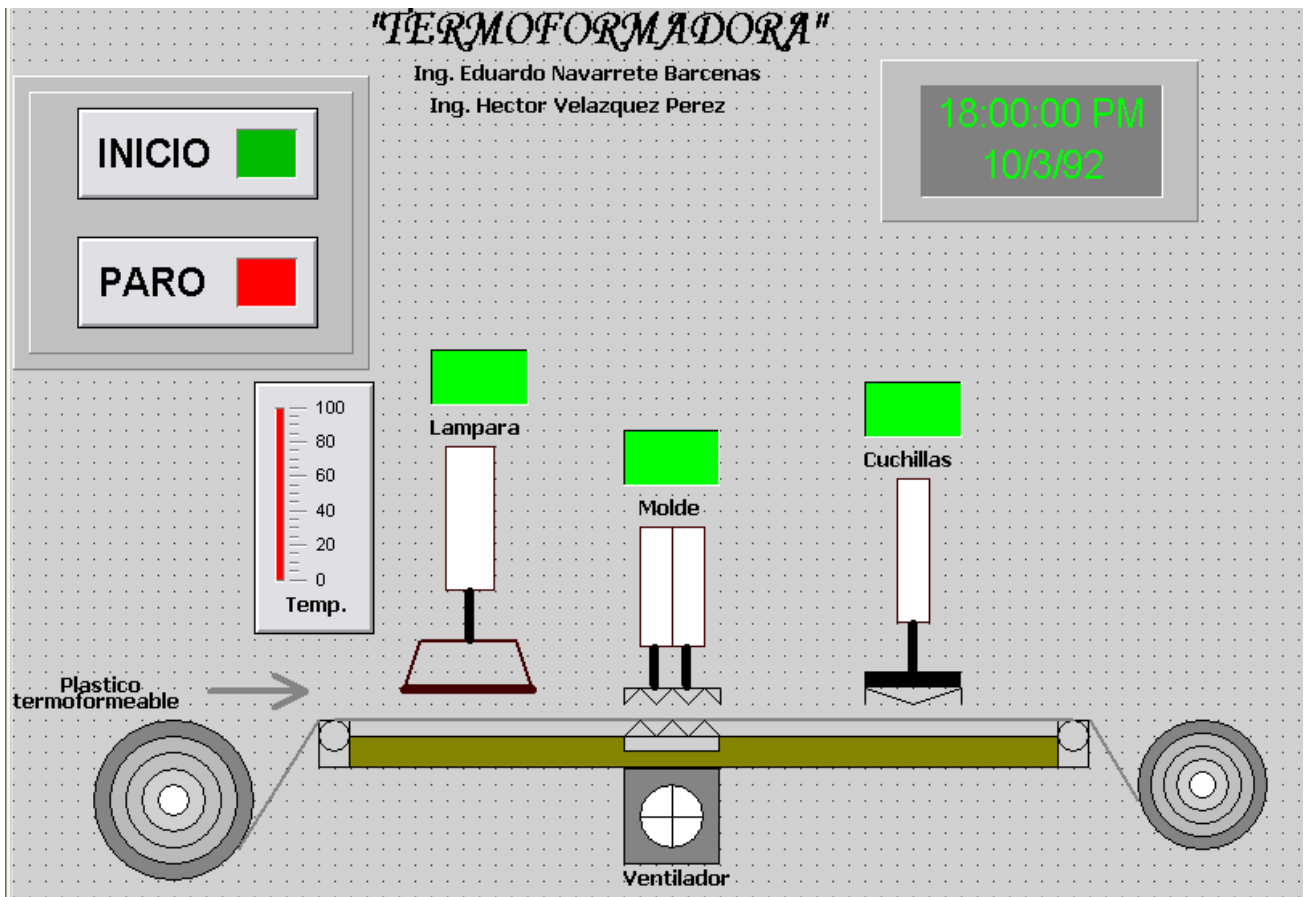 "TERMOFORMADORA"
Ing. Eduardo Navarrete Barcenas
Ing. Hector Velazquez Perez
18:00:00 PM
10/3/92
INICIO
PARO
Lampara
100
80
60
40
20
0
Temp.
Molde
Cuchillas
Plastico
termoformeable
Ventilador